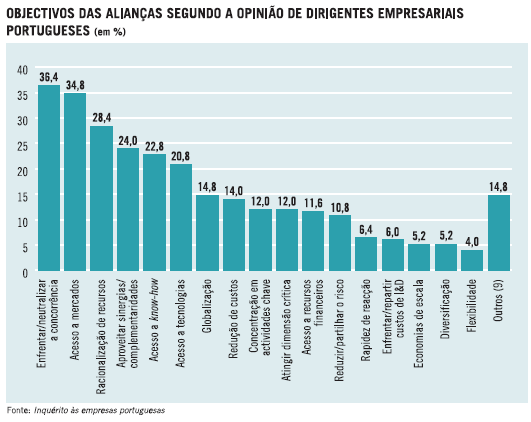 OBJECTIVOS DAS ALIANÇAS SEGUNDO A OPINIÃO DE DIRIGENTES EMPRESARIAIS
PORTUGUESES (em %)
40
35
30
25
20
15
10
5
0
36,4
34,8
28,4
24,0
22,8
20,8
14,8
14,0
12,0
12,0
11,6
10,8
6,4
6,0
5,2
5,2
4,0
14,8
Enfrentar/neutralizar
a concorrência
Acesso a mercados
Racionalização de recursos
Aproveitar sinergias/
complementaridades
Acesso a know-how
Acesso a tecnologias
Globalização
Redução de custos
Concentração em
actividades chave
Atingir dimensão crítica
Acesso a recursos
financeiros
Reduzir/partilhar o risco
Rapidez de reacção
Enfrentar/repartir
custos de I&D
Economias de escala
Diversificação
Flexibilidade
Outros (9)
Fonte: Inquérito às empresas portuguesas